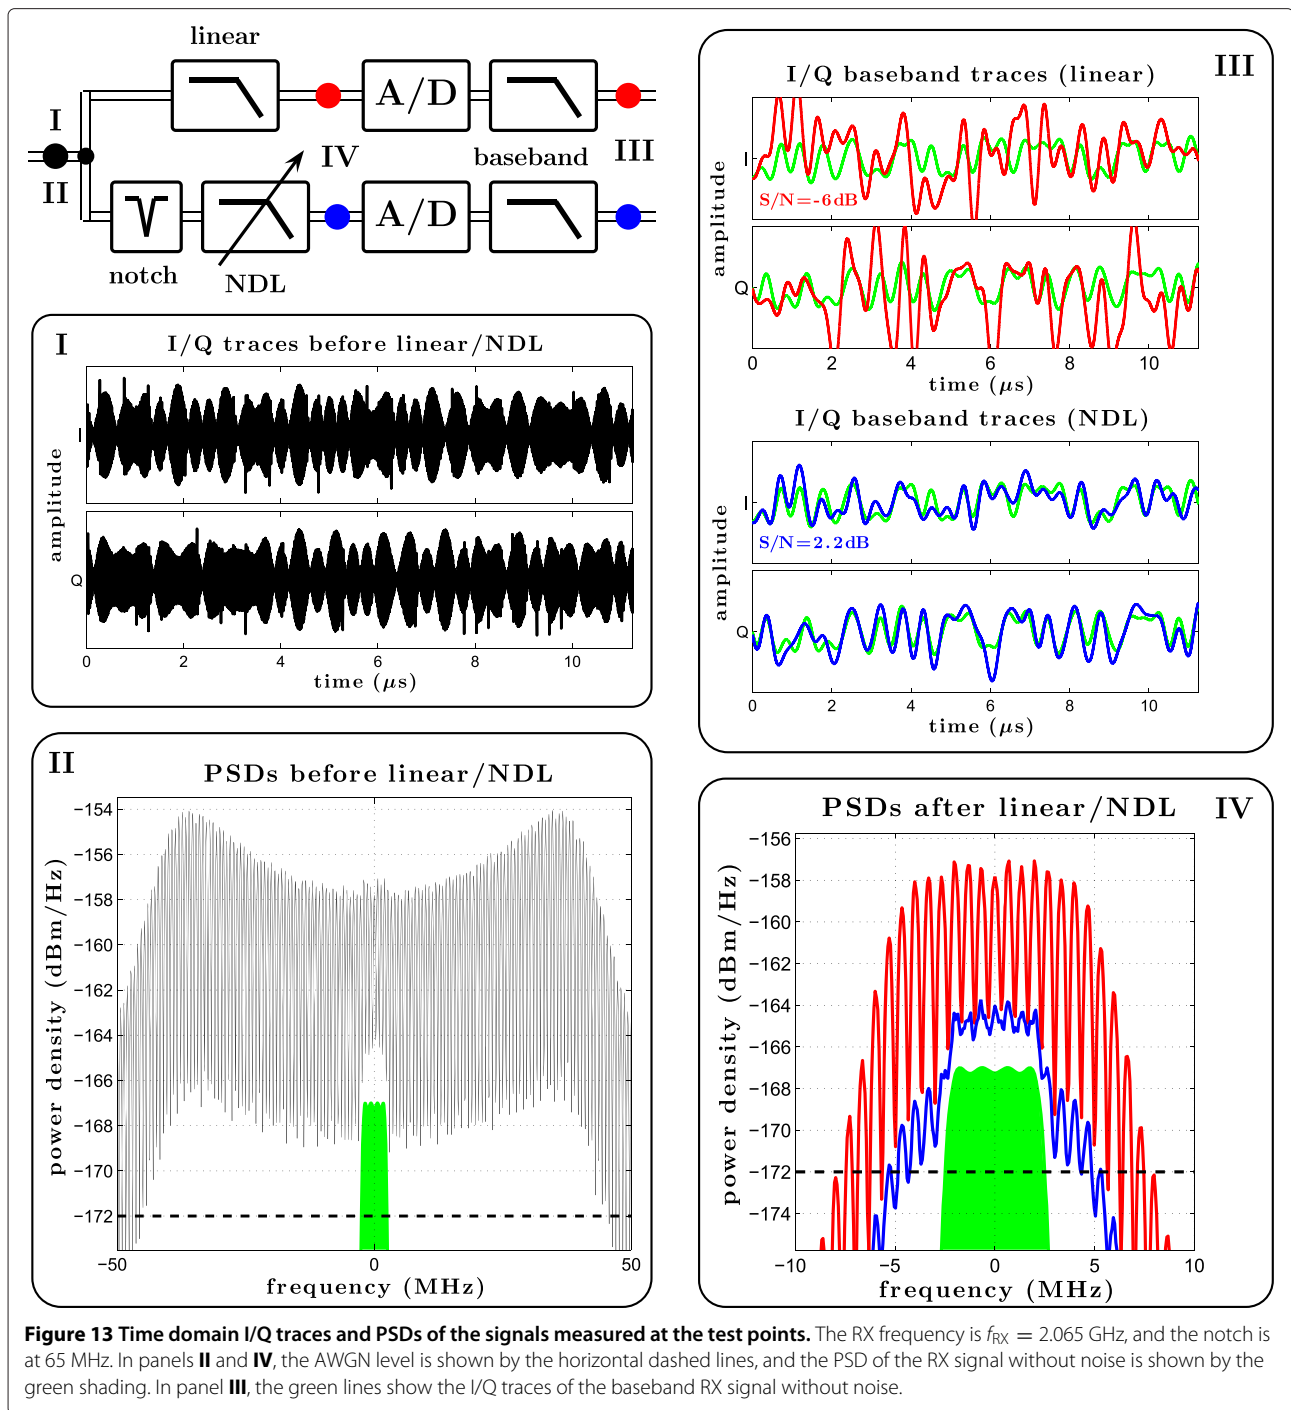 linear
I
II
A/D
IV
baseband
III
A/D
notch
NDL
I
I/Q traces before linear/NDL
amplitude
I
Q
0 2 4 6 8 10
time (μs)
II
PSDs before linear/NDL
power density (dBm/Hz)
−154
−156
−158
−160
−162
−164
−166
−168
−170
−172
−50 0 50
frequency (MHz)
III
I/Q baseband traces (linear)
amplitude
I
S/N=-6dB
Q
0 2 4 6 8 10
time (μs)
I/Q baseband traces (NDL)
amplitude
I
S/N=2.2dB
Q
0 2 4 6 8 10
time (μs)
PSDs after linear/NDL
IV
power density (dBm/Hz)
−156
−158
−160
−162
−164
−166
−168
−170
−172
−174
−10 −5 0 5 10
frequency (MHz)
Figure 13 Time domain I/Q traces and PSDs of the signals measured at the test points. The RX frequency is fRX = 2.065 GHz, and the notch is
at 65 MHz. In panels II and IV, the AWGN level is shown by the horizontal dashed lines, and the PSD of the RX signal without noise is shown by the
green shading. In panel III, the green lines show the I/Q traces of the baseband RX signal without noise.